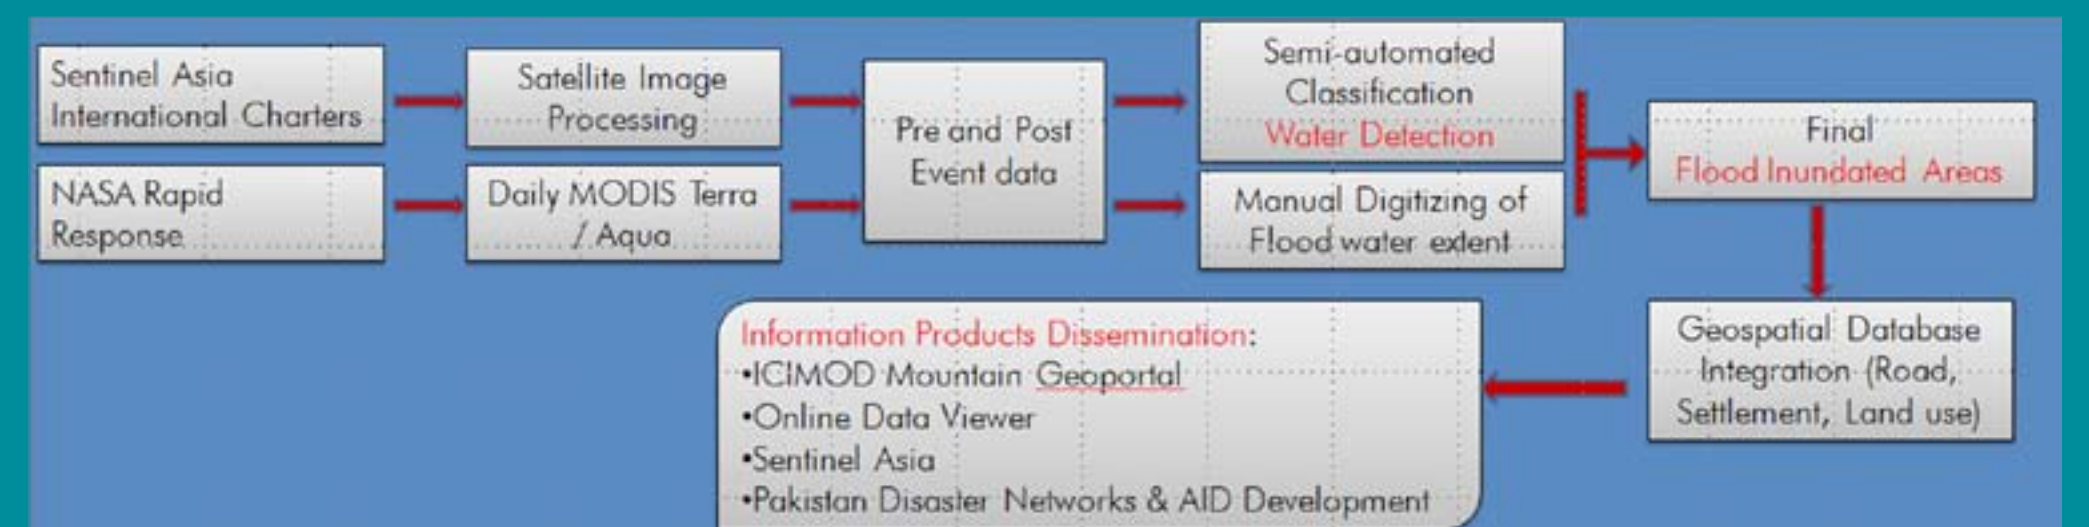 Sentinel Asia
International Charters
Satellite Image
Processing
Pre and Post
Event data
Semi-automated
Classification
Water Detection
Final
Flood Inundated Areas
NASA Rapid
Response
Daily MODIS Terra
/ Aqua
Manual Digitizing of
Flood water extent
Geospatial Database
Integration (Road,
Settlement, Land use)
Information Products Dissemination:
•ICIMOD Mountain Geoportal
•Online Data Viewer
•Sentinel Asia
•Pakistan Disaster Networks & AID Development